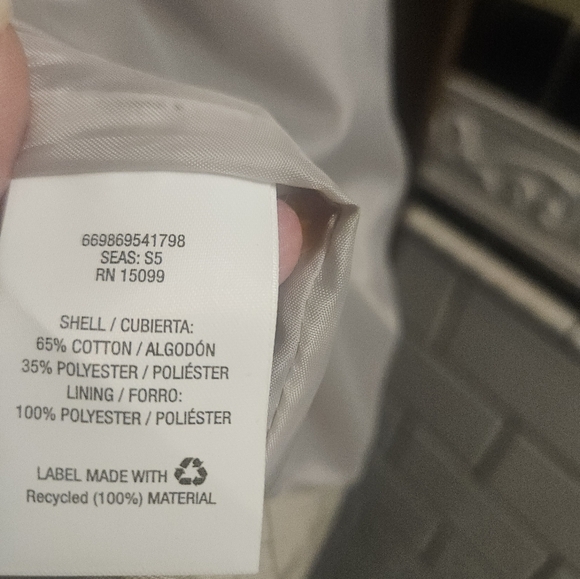 669869541798
SEAS: S5
RN 15099
SHELL / CUBIERTA:
65% COTTON / ALGODÓN
35% POLYESTER / POLIÉSTER
LINING / FORRO:
100% POLYESTER / POLIÉSTER
LABEL MADE WITH
Recycled (100%) MATERIAL